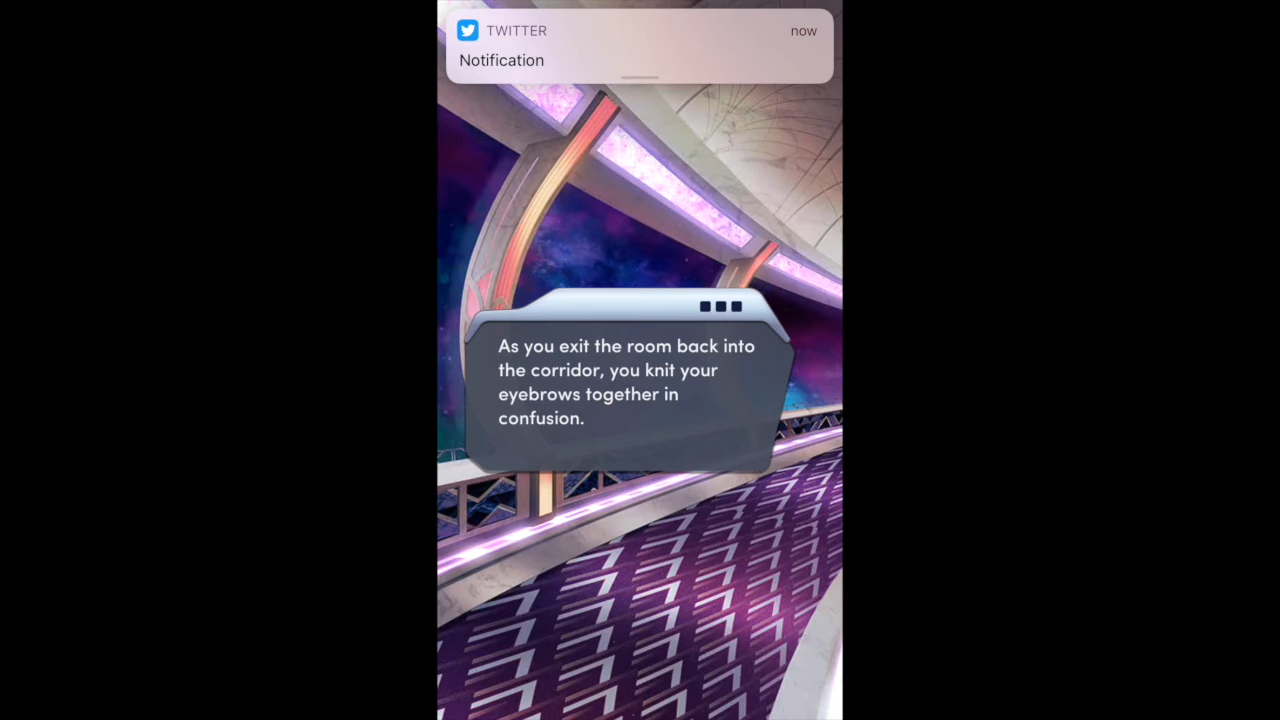 TWITTER now
Notification
As you exit the room back into
the corridor, you knit your
eyebrows together in
confusion.